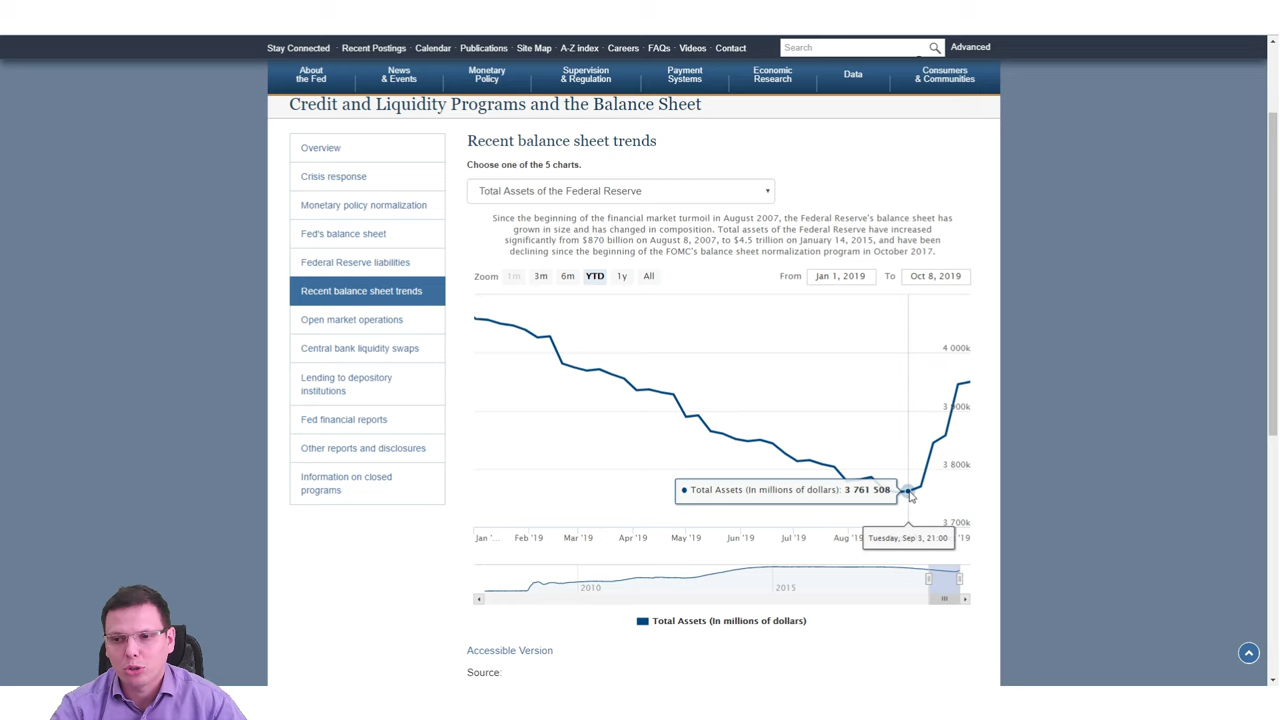 Stay Connected Recent Postings Calendar Publications Site Map A-Z index Careers FAQs Videos Contact Search Advanced
About the Fed
News & Events
Monetary Policy
Supervision & Regulation
Payment Systems
Economic Research
Data
Consumers & Communities
Credit and Liquidity Programs and the Balance Sheet
Overview
Crisis response
Monetary policy normalization
Fed's balance sheet
Federal Reserve liabilities
Recent balance sheet trends
Open market operations
Central bank liquidity swaps
Lending to depository
institutions
Fed financial reports
Other reports and disclosures
Information on closed
programs
Recent balance sheet trends
Choose one of the 5 charts.
Total Assets of the Federal Reserve
Since the beginning of the financial market turmoil in August 2007, the Federal Reserve's balance sheet has
grown in size and has changed in composition. Total assets of the Federal Reserve have increased
significantly from $870 billion on August 8, 2007, to $4.5 trillion on January 14, 2015, and have been
declining since the beginning of the FOMC's balance sheet normalization program in October 2017.
Zoom 1m 3m 6m YTD 1y All From Jan 1, 2019 To Oct 8, 2019
4 000k
3 900k
3 800k
Total Assets (In millions of dollars): 3 761 508
3 700k
Jan '... Feb '19 Mar '19 Apr '19 May '19 Jun '19 Jul '19 Aug '19 Tuesday, Sep 3, 21:00 '19
2010 2015
Total Assets (In millions of dollars)
Accessible Version
Source: